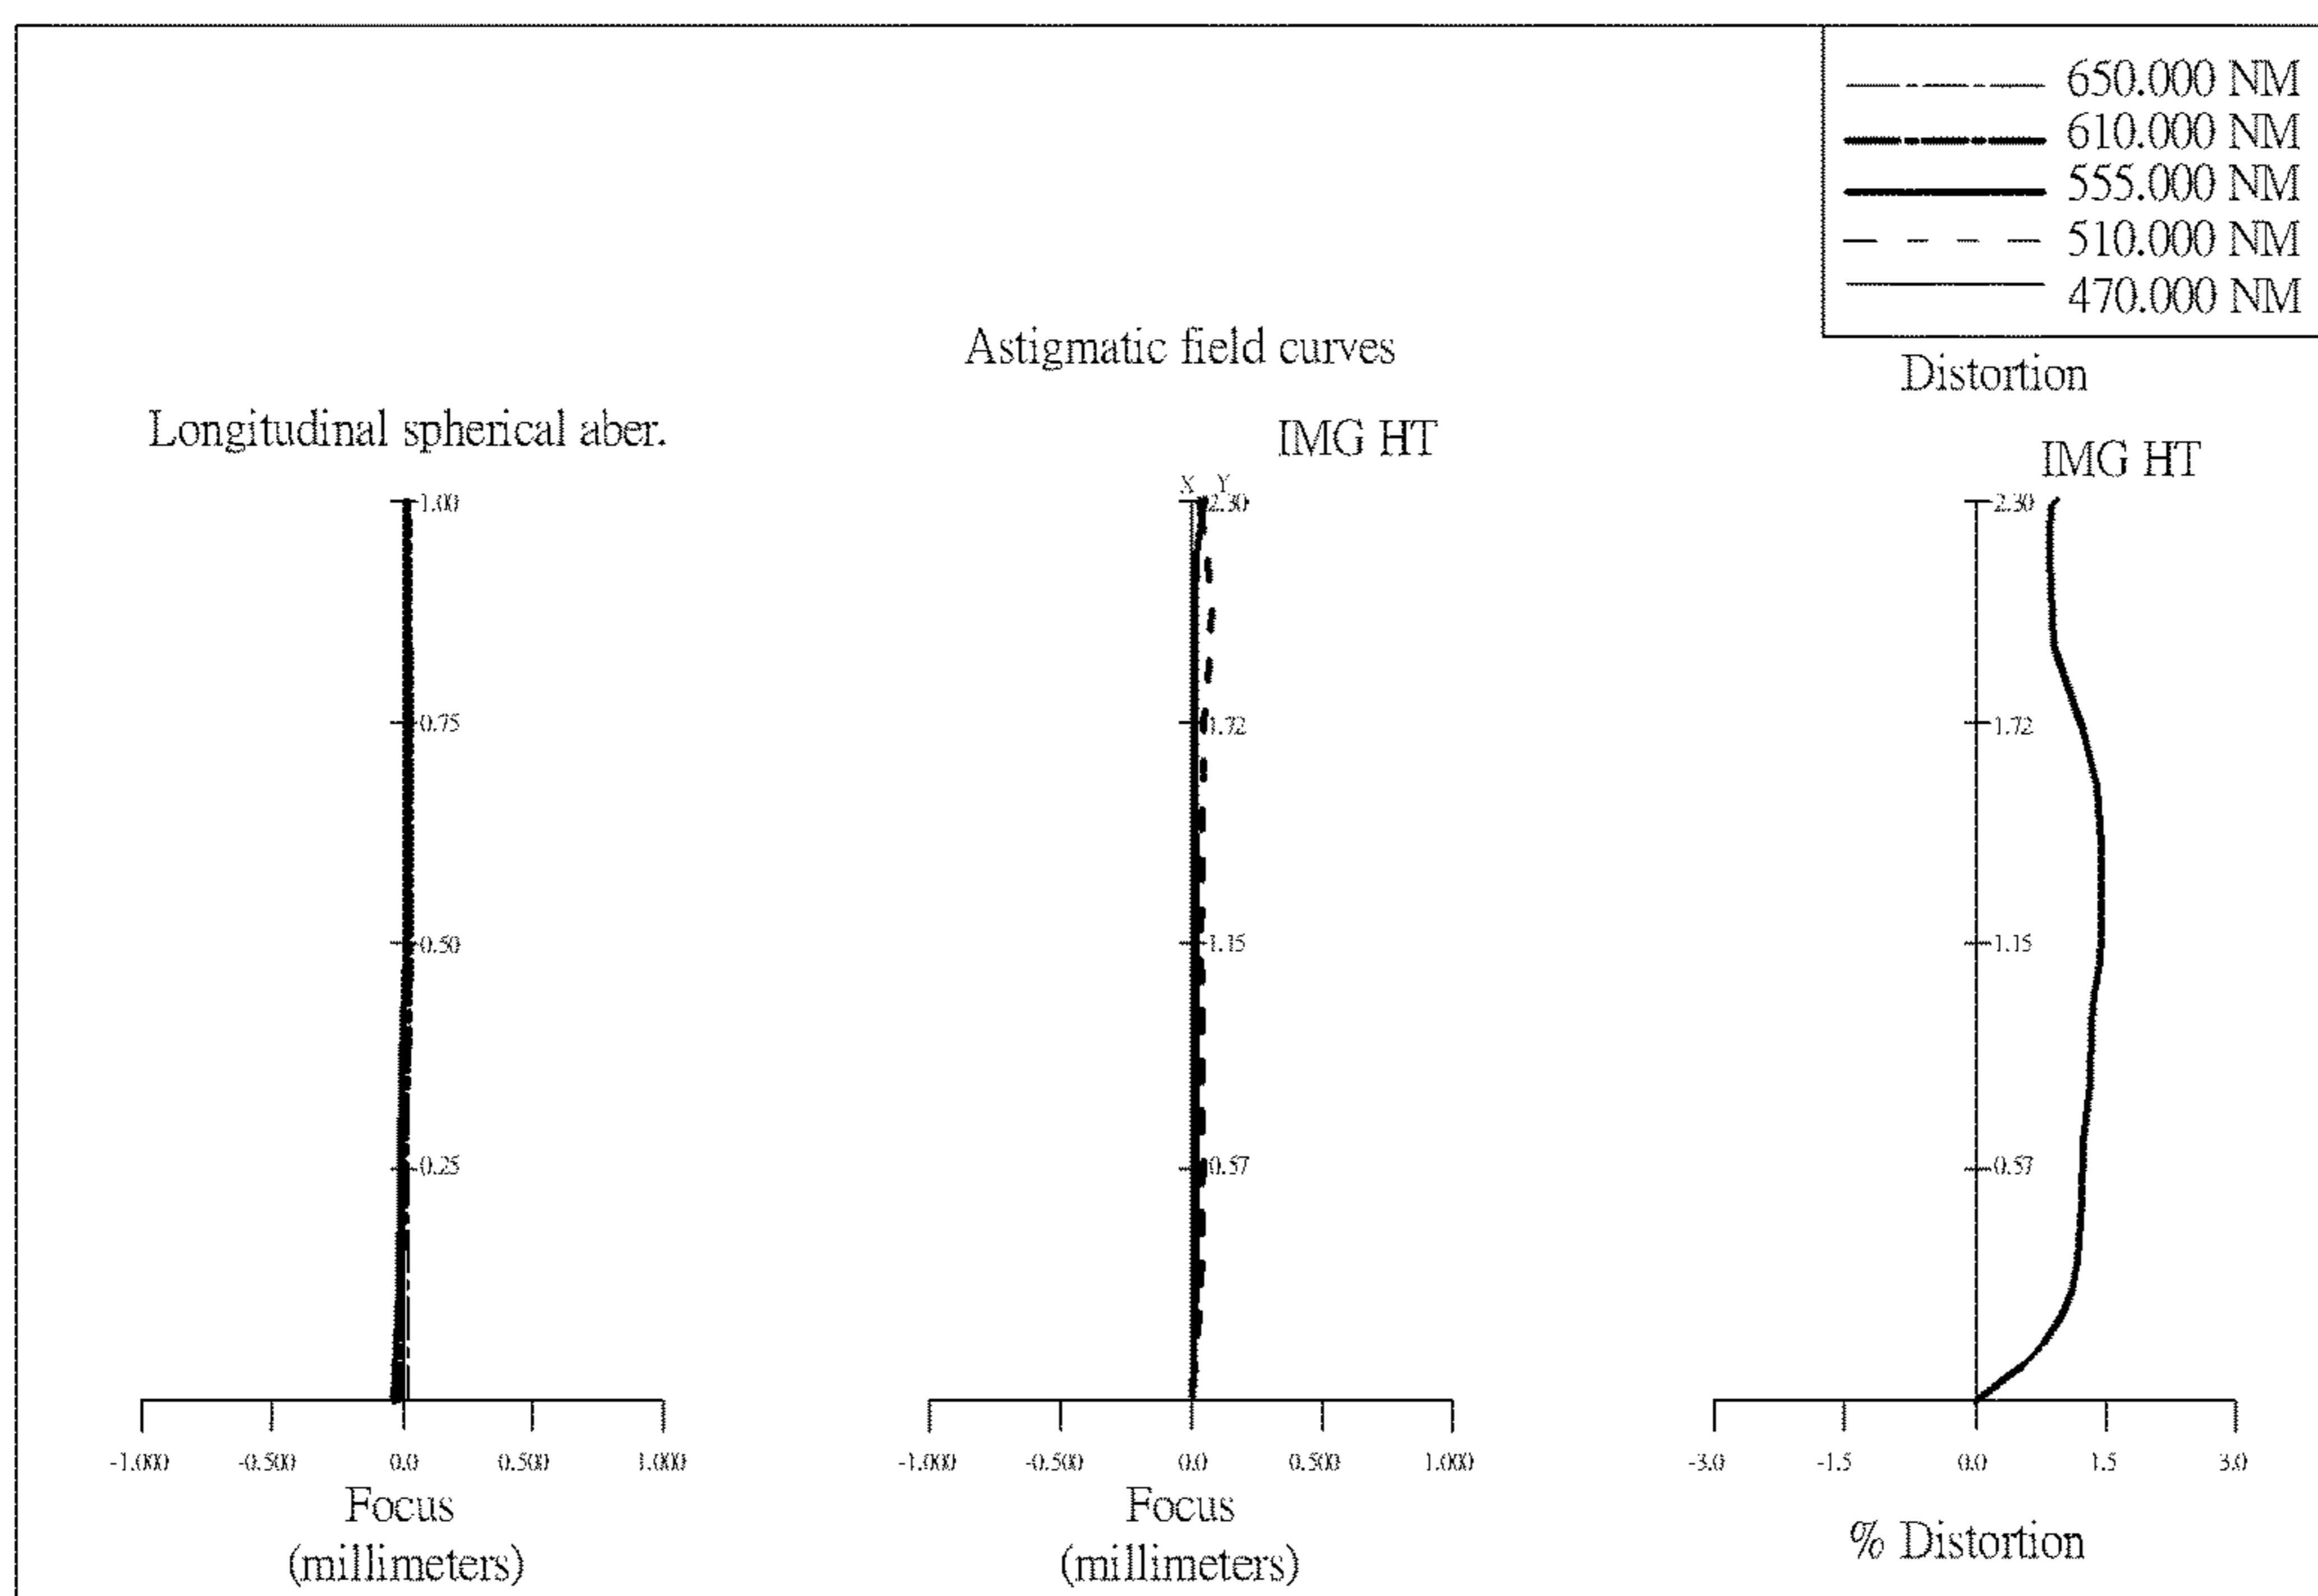 650.000 NM
610.000 NM
555.000 NM
510.000 NM
470.000 NM
Longitudinal spherical aber.
1.00
0.75
0.50
0.25
-1.000 -0.500 0.0 0.500 1.000
Focus
(millimeters)
Astigmatic field curves
IMG HT
X Y
2.30
1.72
1.15
0.57
-1.000 -0.500 0.0 0.500 1.000
Focus
(millimeters)
Distortion
IMG HT
2.30
1.72
1.15
0.57
-3.0 -1.5 0.0 1.5 3.0
% Distortion